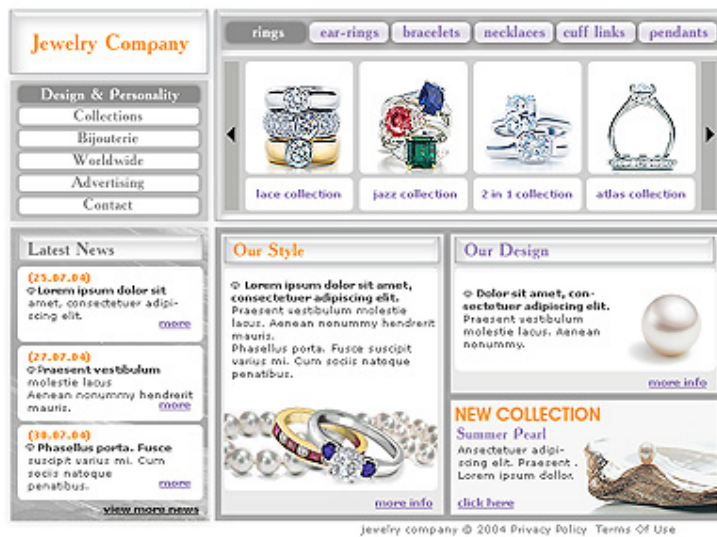 Jewelry Company
rings
ear-rings
bracelets
necklaces
cuff links
pendants
Design & Personality
Collections
Bijouterie
Worldwide
Advertising
Contact
lace collection
jazz collection
2 in 1 collection
atlas collection
Latest News
(25.07.04)
Lorem ipsum dolor sit
amet, consectetuer adipi-
scing elit.
more
(27.07.04)
Praesent vestibulum
molestie lacus
Aenean nonummy hendrerit
mauris.
more
(30.07.04)
Phasellus porta. Fusce
suscipit varius mi. Cum
sociis natoque
penatibus.
more
view more news
Our Style
Lorem ipsum dolor sit amet,
consectetuer adipiscing elit.
Praesent vestibulum molestie
lacus. Aenean nonummy hendrerit
mauris.
Phasellus porta. Fusce suscipit
varius mi. Cum sociis natoque
penatibus.
more info
Our Design
Dolor sit amet, con-
sectetuer adipiscing elit.
Praesent vestibulum
molestie lacus. Aenean
nonummy.
more info
NEW COLLECTION
Summer Pearl
Ansectetuer adipi-
scing elit. Praesent .
Lorem ipsum dollor.
click here
jewelry company © 2004 Privacy Policy Terms Of Use